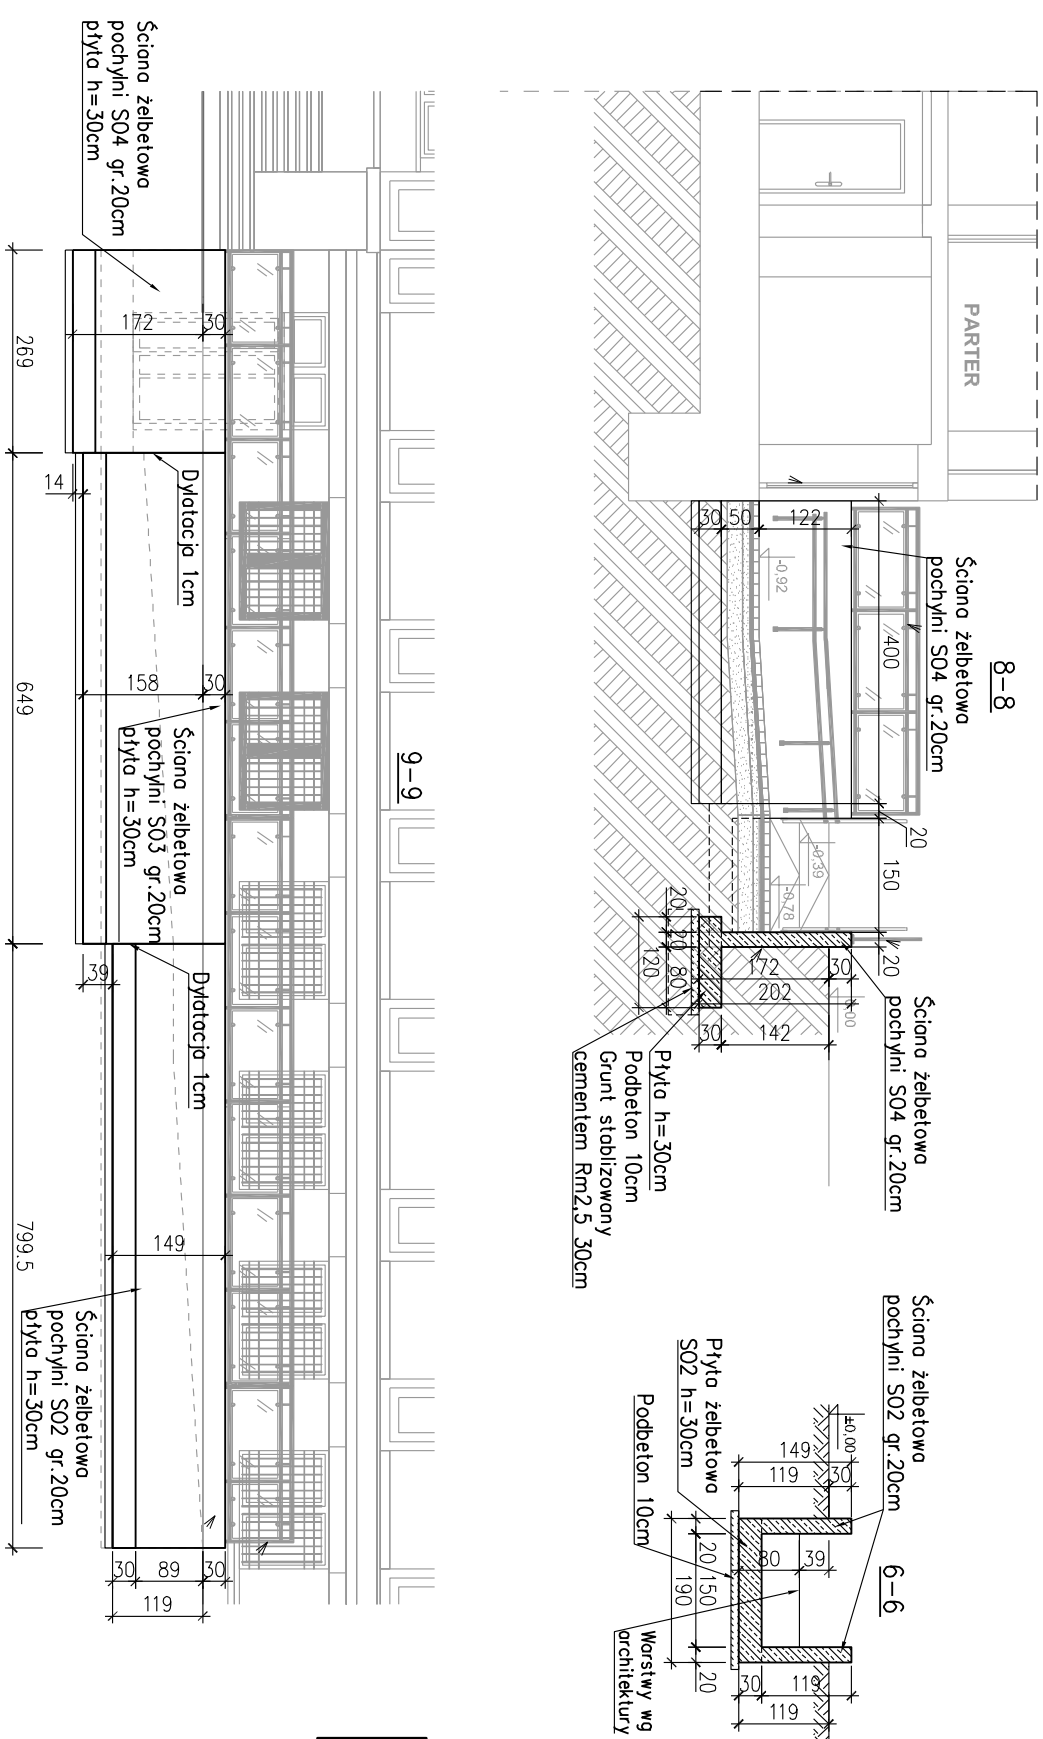 8-8
PARTER
Ściana żelbetowa
pochylni S04 gr.20cm
400
20
150
20
122
50
30
-0,92
-0.39
-0.78
20
20
80
120
172
30
202
30
142
Ściana żelbetowa
pochylni S04 gr.20cm
Płyta h=30cm
Podbeton 10cm
Grunt stablizowany
cementem Rm2,5 30cm
6-6
Ściana żelbetowa
pochylni S02 gr.20cm
±0,00
149
119
30
80
39
20
150
20
190
30
119
119
Płyta żelbetowa
S02 h=30cm
Podbeton 10cm
Warstwy wg
architektury
9-9
Ściana żelbetowa
pochylni S04 gr.20cm
płyta h=30cm
172
30
Dylatacja 1cm
14
158
30
Ściana żelbetowa
pochylni S03 gr.20cm
płyta h=30cm
Dylatacja 1cm
39
149
Ściana żelbetowa
pochylni S02 gr.20cm
płyta h=30cm
30
89
30
119
269
649
799.5